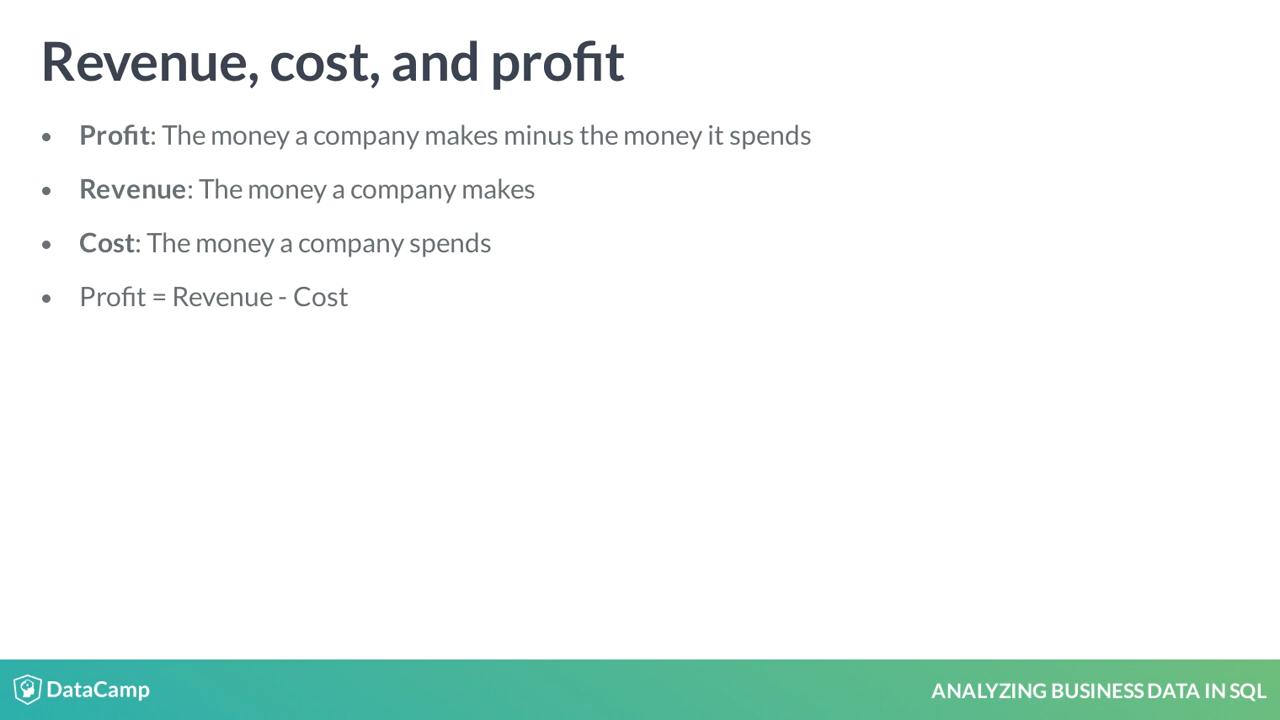 Revenue, cost, and profit
• Profit: The money a company makes minus the money it spends
• Revenue: The money a company makes
• Cost: The money a company spends
• Profit = Revenue - Cost
DataCamp
ANALYZING BUSINESS DATA IN SQL